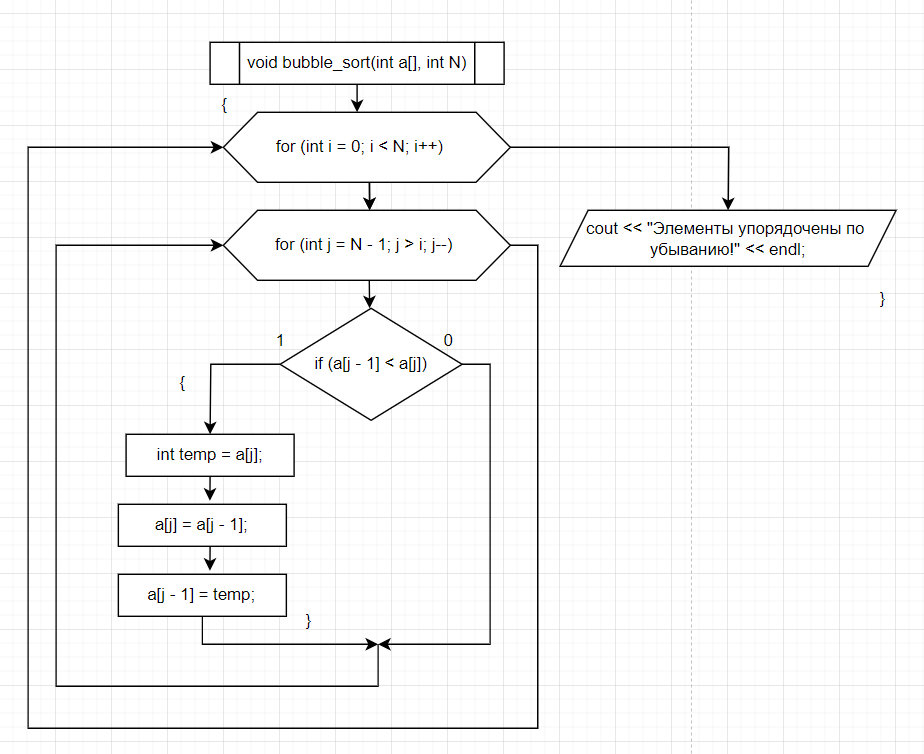 void bubble_sort(int a[], int N)
{
for (int i = 0; i < N; i++)
cout << "Элементы упорядочены по
убыванию!" << endl;
for (int j = N - 1; j > i; j--)
}
1
0
if (a[j - 1] < a[j])
{
int temp = a[j];
a[j] = a[j - 1];
a[j - 1] = temp;
}